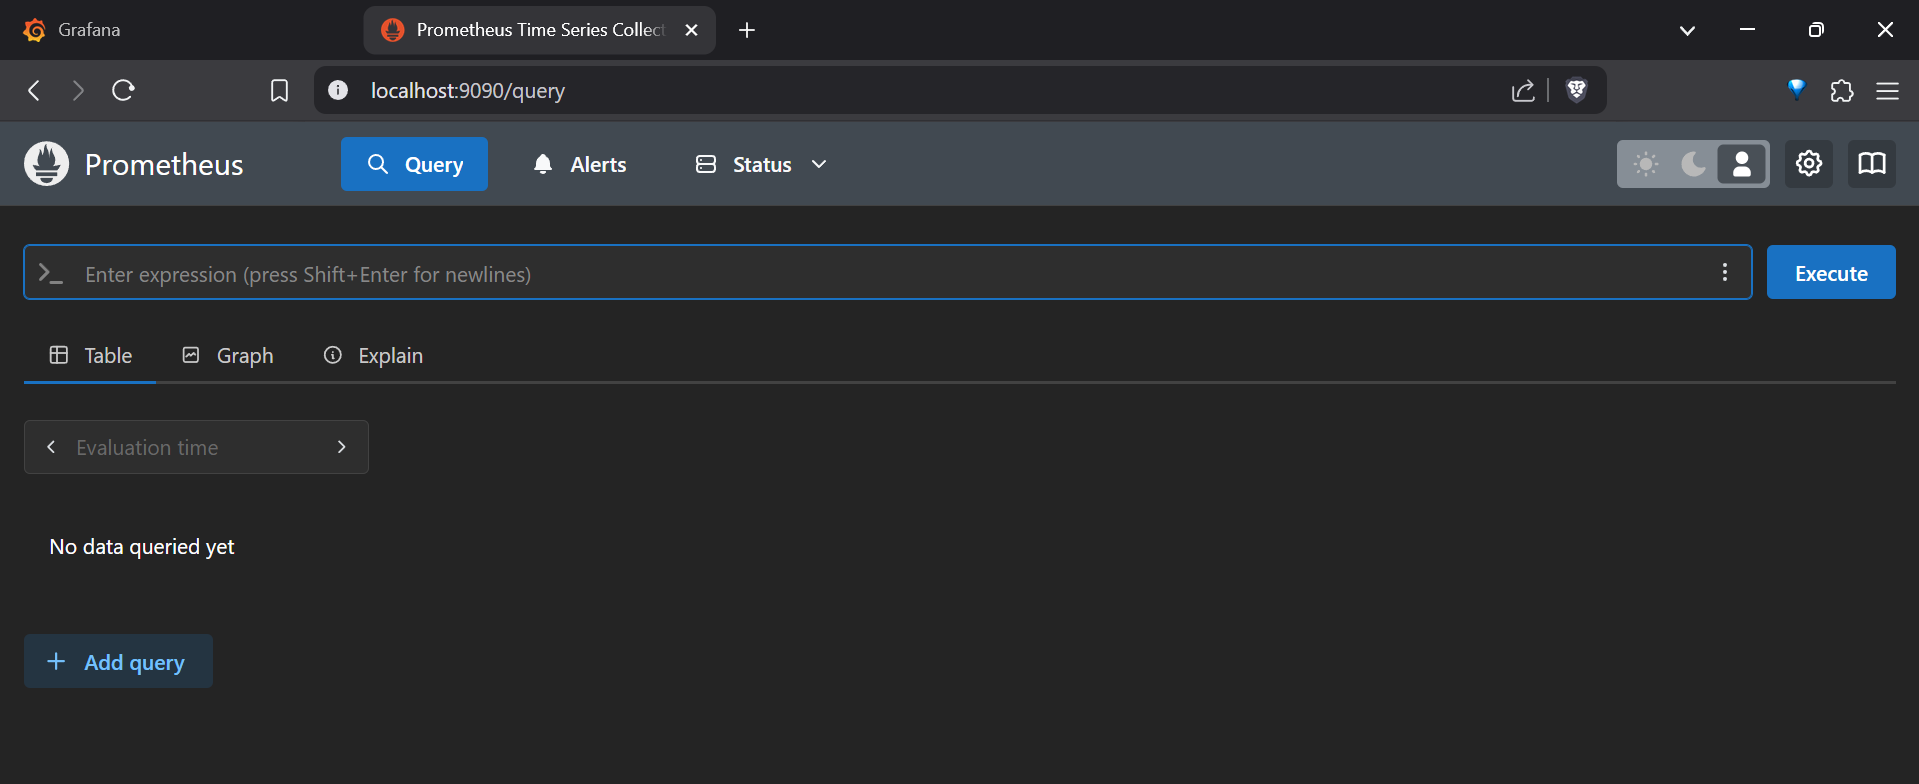 Grafana
Prometheus Time Series Collect
localhost:9090/query
Prometheus
Query
Alerts
Status
Enter expression (press Shift+Enter for newlines)
Execute
Table
Graph
Explain
Evaluation time
No data queried yet
Add query